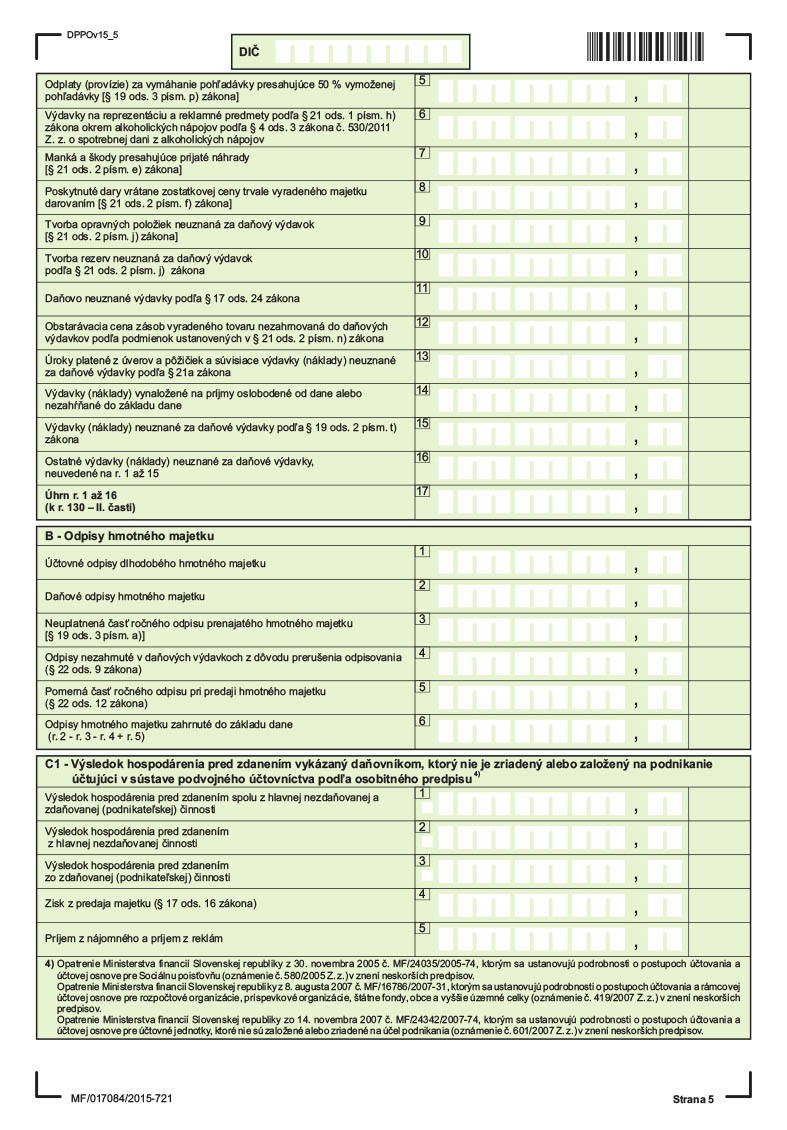 DPPOv15_5
DIČ
Odplaty (provízie) za vymáhanie pohľadávky presahujúce 50 % vymoženej
pohľadávky [§ 19 ods. 3 písm. p) zákona]
5
,
Výdavky na reprezentáciu a reklamné predmety podľa § 21 ods. 1 písm. h)
zákona okrem alkoholických nápojov podľa § 4 ods. 3 zákona č. 530/2011
Z. z. o spotrebnej dani z alkoholických nápojov
6
,
Manká a škody presahujúce prijaté náhrady
[§ 21 ods. 2 písm. e) zákona]
7
,
Poskytnuté dary vrátane zostatkovej ceny trvale vyradeného majetku
darovaním [§ 21 ods. 2 písm. f) zákona]
8
,
Tvorba opravných položiek neuznaná za daňový výdavok
[§ 21 ods. 2 písm. j) zákona]
9
,
Tvorba rezerv neuznaná za daňový výdavok
podľa § 21 ods. 2 písm. j) zákona
10
,
Daňovo neuznané výdavky podľa § 17 ods. 24 zákona
11
,
Obstarávacia cena zásob vyradeného tovaru nezahrnovaná do daňových
výdavkov podľa podmienok ustanovených v § 21 ods. 2 písm. n) zákona
12
,
Úroky platené z úverov a pôžičiek a súvisiace výdavky (náklady) neuznané
za daňové výdavky podľa § 21a zákona
13
,
Výdavky (náklady) vynaložené na príjmy oslobodené od dane alebo
nezahŕňané do základu dane
14
,
Výdavky (náklady) neuznané za daňové výdavky podľa § 19 ods. 2 písm. t)
zákona
15
,
Ostatné výdavky (náklady) neuznané za daňové výdavky,
neuvedené na r. 1 až 15
16
,
Úhrn r. 1 až 16
(k r. 130 – II. časti)
17
,
B - Odpisy hmotného majetku
Účtovné odpisy dlhodobého hmotného majetku
1
,
Daňové odpisy hmotného majetku
2
,
Neuplatnená časť ročného odpisu prenajatého hmotného majetku
[§ 19 ods. 3 písm. a)]
3
,
Odpisy nezahrnuté v daňových výdavkoch z dôvodu prerušenia odpisovania
(§ 22 ods. 9 zákona)
4
,
Pomerná časť ročného odpisu pri predaji hmotného majetku
(§ 22 ods. 12 zákona)
5
,
Odpisy hmotného majetku zahrnuté do základu dane
(r. 2 - r. 3 - r. 4 + r. 5)
6
,
C1 - Výsledok hospodárenia pred zdanením vykázaný daňovníkom, ktorý nie je zriadený alebo založený na podnikanie
účtujúci v sústave podvojného účtovníctva podľa osobitného predpisu 4)
Výsledok hospodárenia pred zdanením spolu z hlavnej nezdaňovanej a
zdaňovanej (podnikateľskej) činnosti
1
,
Výsledok hospodárenia pred zdanením
z hlavnej nezdaňovanej činnosti
2
,
Výsledok hospodárenia pred zdanením
zo zdaňovanej (podnikateľskej) činnosti
3
,
Zisk z predaja majetku (§ 17 ods. 16 zákona)
4
,
Príjem z nájomného a príjem z reklám
5
,
4) Opatrenie Ministerstva financií Slovenskej republiky z 30. novembra 2005 č. MF/24035/2005-74, ktorým sa ustanovujú podrobnosti o postupoch účtovania a
účtovej osnove pre Sociálnu poisťovňu (oznámenie č. 580/2005 Z. z.) v znení neskorších predpisov.
Opatrenie Ministerstva financií Slovenskej republiky z 8. augusta 2007 č. MF/16786/2007-31, ktorým sa ustanovujú podrobnosti o postupoch účtovania a rámcovej
účtovej osnove pre rozpočtové organizácie, príspevkové organizácie, štátne fondy, obce a vyššie územné celky (oznámenie č. 419/2007 Z. z.) v znení neskorších
predpisov.
Opatrenie Ministerstva financií Slovenskej republiky zo 14. novembra 2007 č. MF/24342/2007-74, ktorým sa ustanovujú podrobnosti o postupoch účtovania a
účtovej osnove pre účtovné jednotky, ktoré nie sú založené alebo zriadené na účel podnikania (oznámenie č. 601/2007 Z. z.) v znení neskorších predpisov.
MF/017084/2015-721
Strana 5